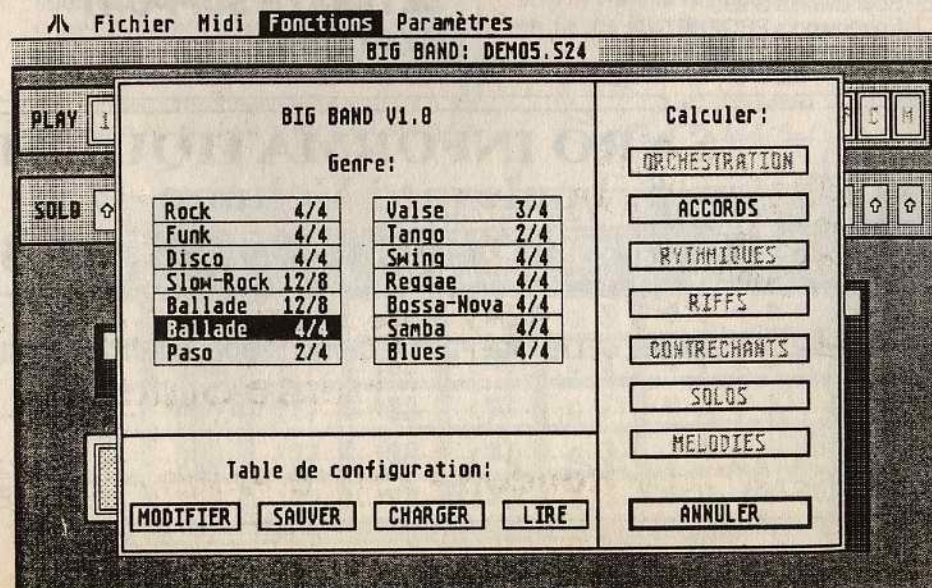 Fichier Midi Fonctions Paramètres
BIG BAND: DEMO5.S24
PLAY 1
C M
SOLO
BIG BAND V1.0
Genre:
Rock 4/4
Funk 4/4
Disco 4/4
Slow-Rock 12/8
Ballade 12/8
Ballade 4/4
Paso 2/4
Valse 3/4
Tango 2/4
Swing 4/4
Reggae 4/4
Bossa-Nova 4/4
Samba 4/4
Blues 4/4
Table de configuration:
MODIFIER SAUVER CHARGER LIRE
Calculer:
ORCHESTRATION
ACCORDS
RYTHMIQUES
RIFFS
CONTRECHANTS
SOLOS
MELODIES
ANNULER